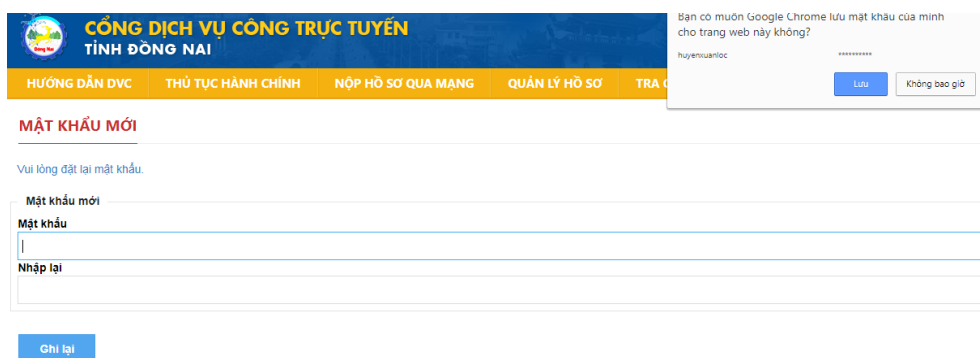 CỔNG DỊCH VỤ CÔNG TRỰC TUYẾN
TỈNH ĐỒNG NAI
Đồng Nai
Bạn có muốn Google Chrome lưu mật khẩu của mình
cho trang web này không?
huyenxuanloc **********
Lưu Không bao giờ
HƯỚNG DẪN DVC THỦ TỤC HÀNH CHÍNH NỘP HỒ SƠ QUA MẠNG QUẢN LÝ HỒ SƠ TRA
MẬT KHẨU MỚI
Vui lòng đặt lại mật khẩu.
Mật khẩu mới
Mật khẩu
Nhập lại
Ghi lại